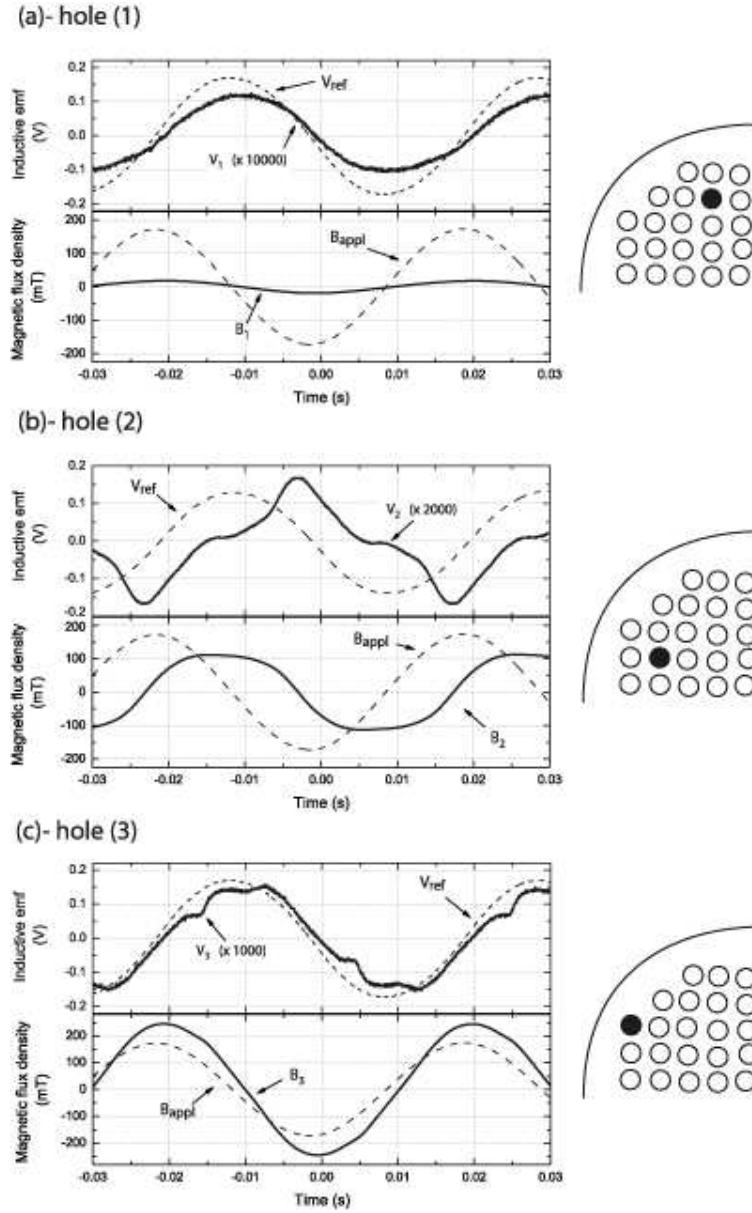 (a)- hole (1)
Inductive emf
(V)
0.2
0.1
0.0
-0.1
-0.2
Vref
V1 (x 10000)
Magnetic flux density
(mT)
200
100
0
-100
-200
Bappl
B1
-0.03 -0.02 -0.01 0.00 0.01 0.02 0.03
Time (s)
(b)- hole (2)
Inductive emf
(V)
0.2
0.1
0.0
-0.1
0.2
Vref
V2 (x 2000)
Magnetic flux density
(mT)
200
100
0
-100
-200
Bappl
B2
-0.03 -0.02 -0.01 0.00 0.01 0.02 0.03
Time (s)
(c)- hole (3)
Inductive emf
(V)
0.2
0.1
0.0
-0.1
-0.2
Vref
V3 (x 1000)
Magnetic flux density
(mT)
200
100
0
-100
-200
B3
Bappl
-0.03 -0.02 -0.01 0.00 0.01 0.02 0.03
Time (s)